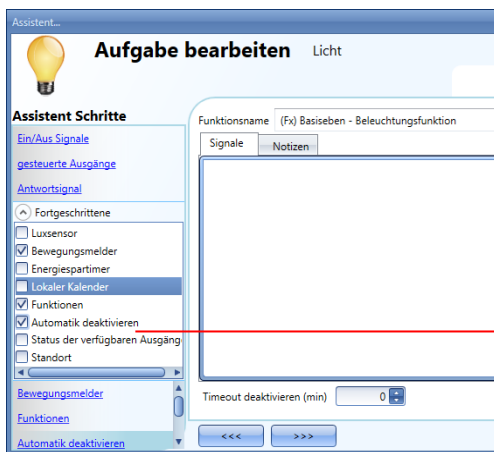 Assistent...
Aufgabe bearbeiten Licht
Assistent Schritte
Ein/Aus Signale
gesteuerte Ausgänge
Antwortsignal
Fortgeschrittene
Luxsensor
Bewegungsmelder
Energiespartimer
Lokaler Kalender
Funktionen
Automatik deaktivieren
Status der verfügbaren Ausgäng
Standort
Bewegungsmelder
Funktionen
Automatik deaktivieren
Funktionsname (Fx) Basiseben - Beleuchtungsfunktion
Signale Notizen
Timeout deaktivieren (min) 0
<<< >>>